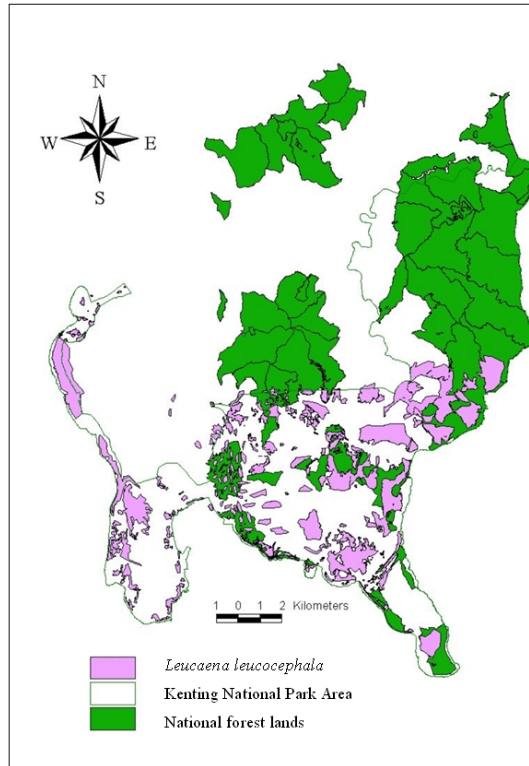 N
W E
S
1 0 1 2 Kilometers
Leucaena leucocephala
Kenting National Park Area
National forest lands